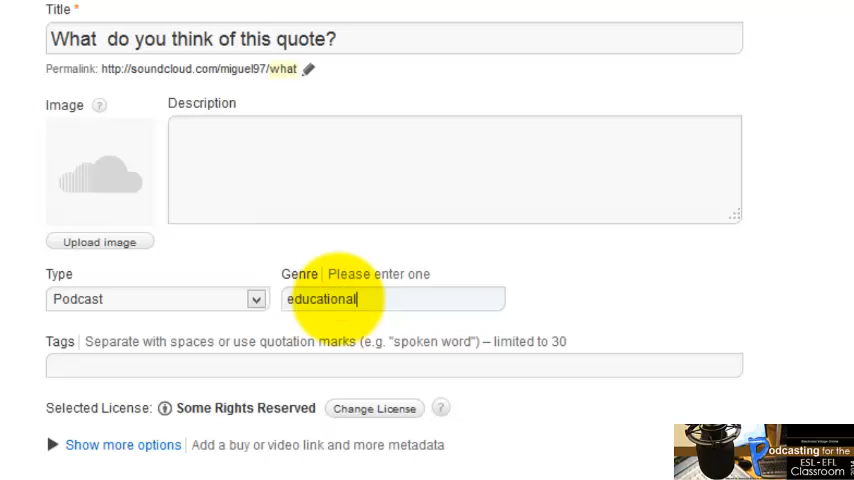 Title *
What  do you think of this quote?
Permalink: http://soundcloud.com/miguel97/what
Image ?
Description
Upload image
Type
Genre Please enter one
Podcast
educational
Tags Separate with spaces or use quotation marks (e.g. "spoken word") – limited to 30
Selected License: Some Rights Reserved Change License ?
Show more options Add a buy or video link and more metadata
Electronic Village Online
Podcasting for the
ESL-EFL
Classroom